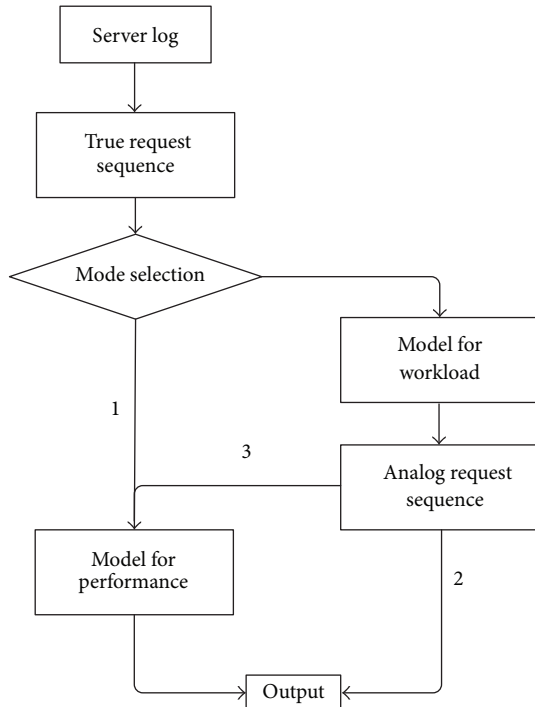 Server log
True request
sequence
Mode selection
Model for
workload
1
3
Analog request
sequence
Model for
performance
2
Output